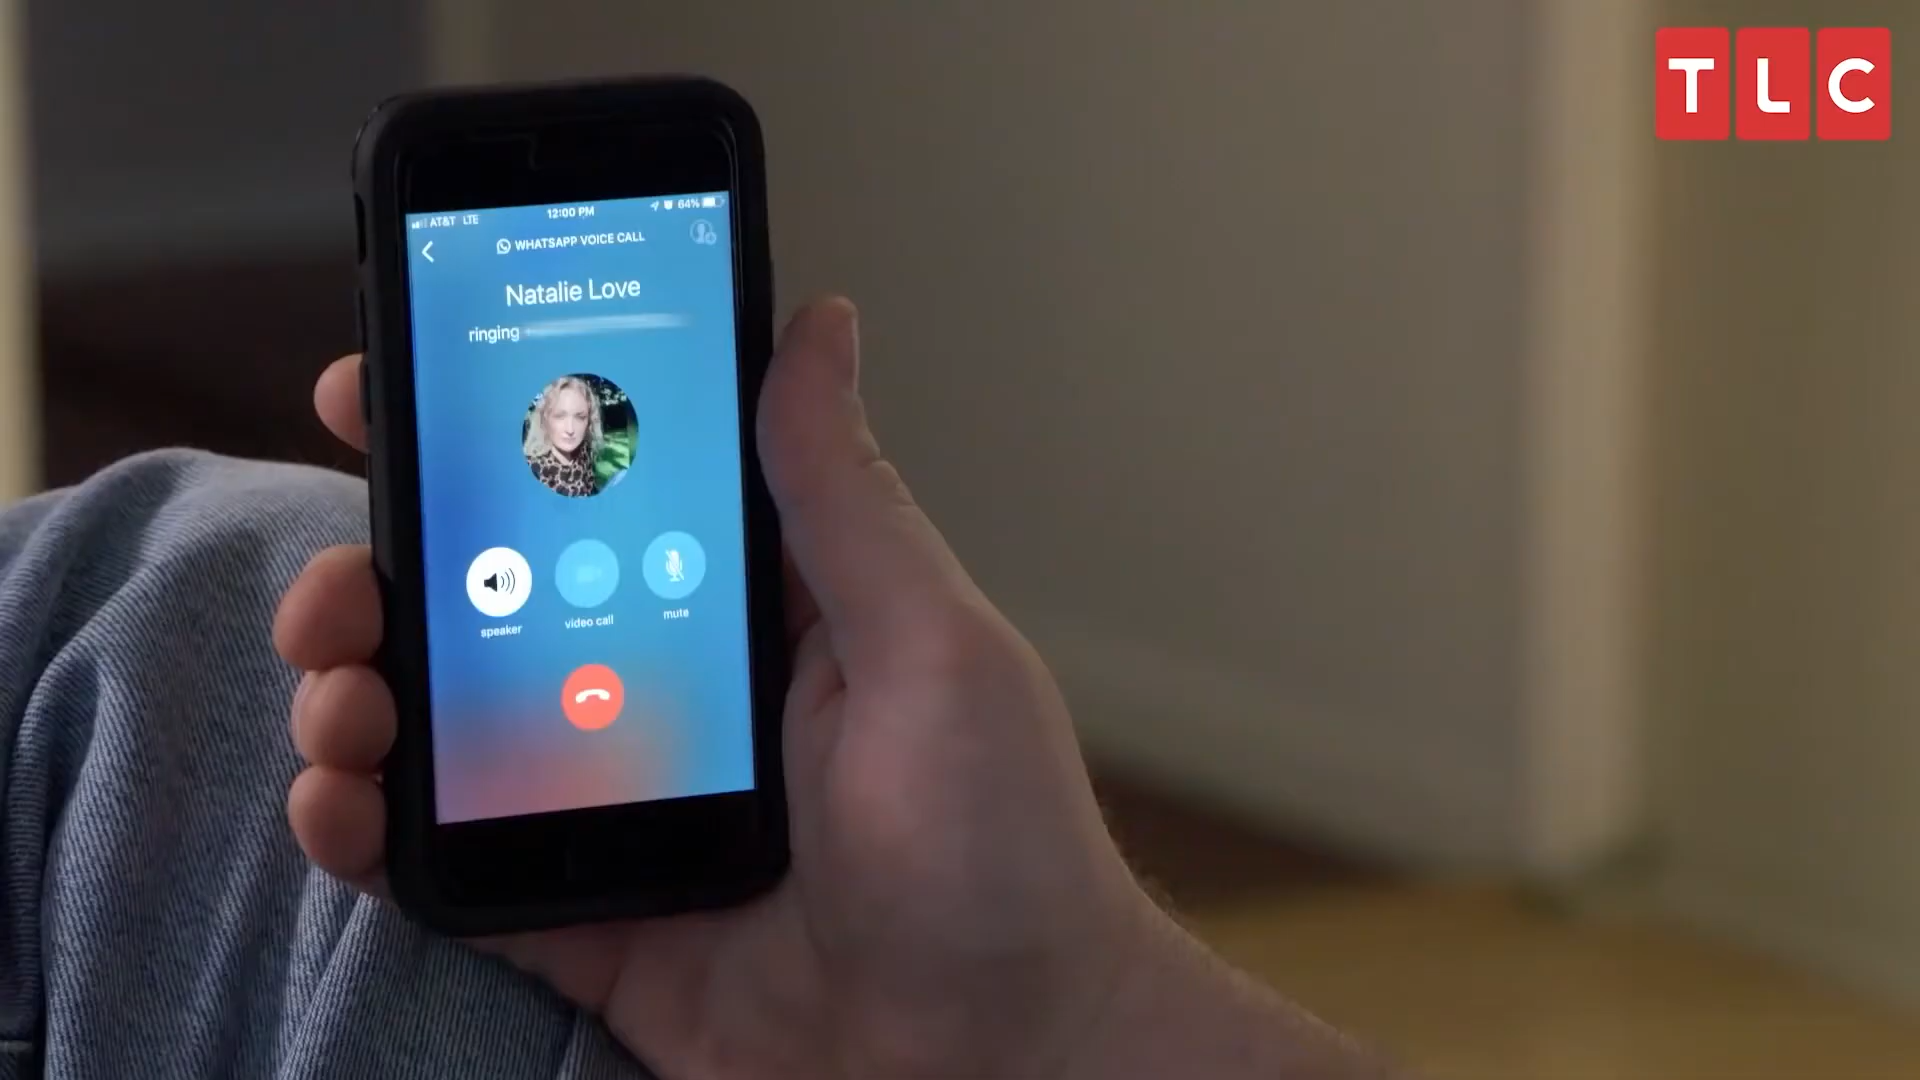 TLC
AT&T LTE
12:00 PM
64%
WHATSAPP VOICE CALL
Natalie Love
ringing
speaker
video call
mute